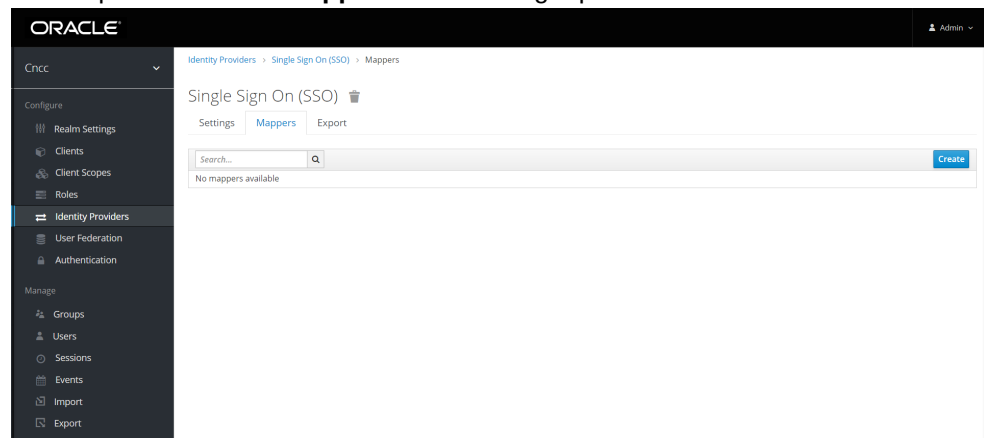 ORACLE
Admin
Cncc
Identity Providers > Single Sign On (SSO) > Mappers
Single Sign On (SSO)
Settings Mappers Export
Search...
Create
No mappers available
Configure
Realm Settings
Clients
Client Scopes
Roles
Identity Providers
User Federation
Authentication
Manage
Groups
Users
Sessions
Events
Import
Export